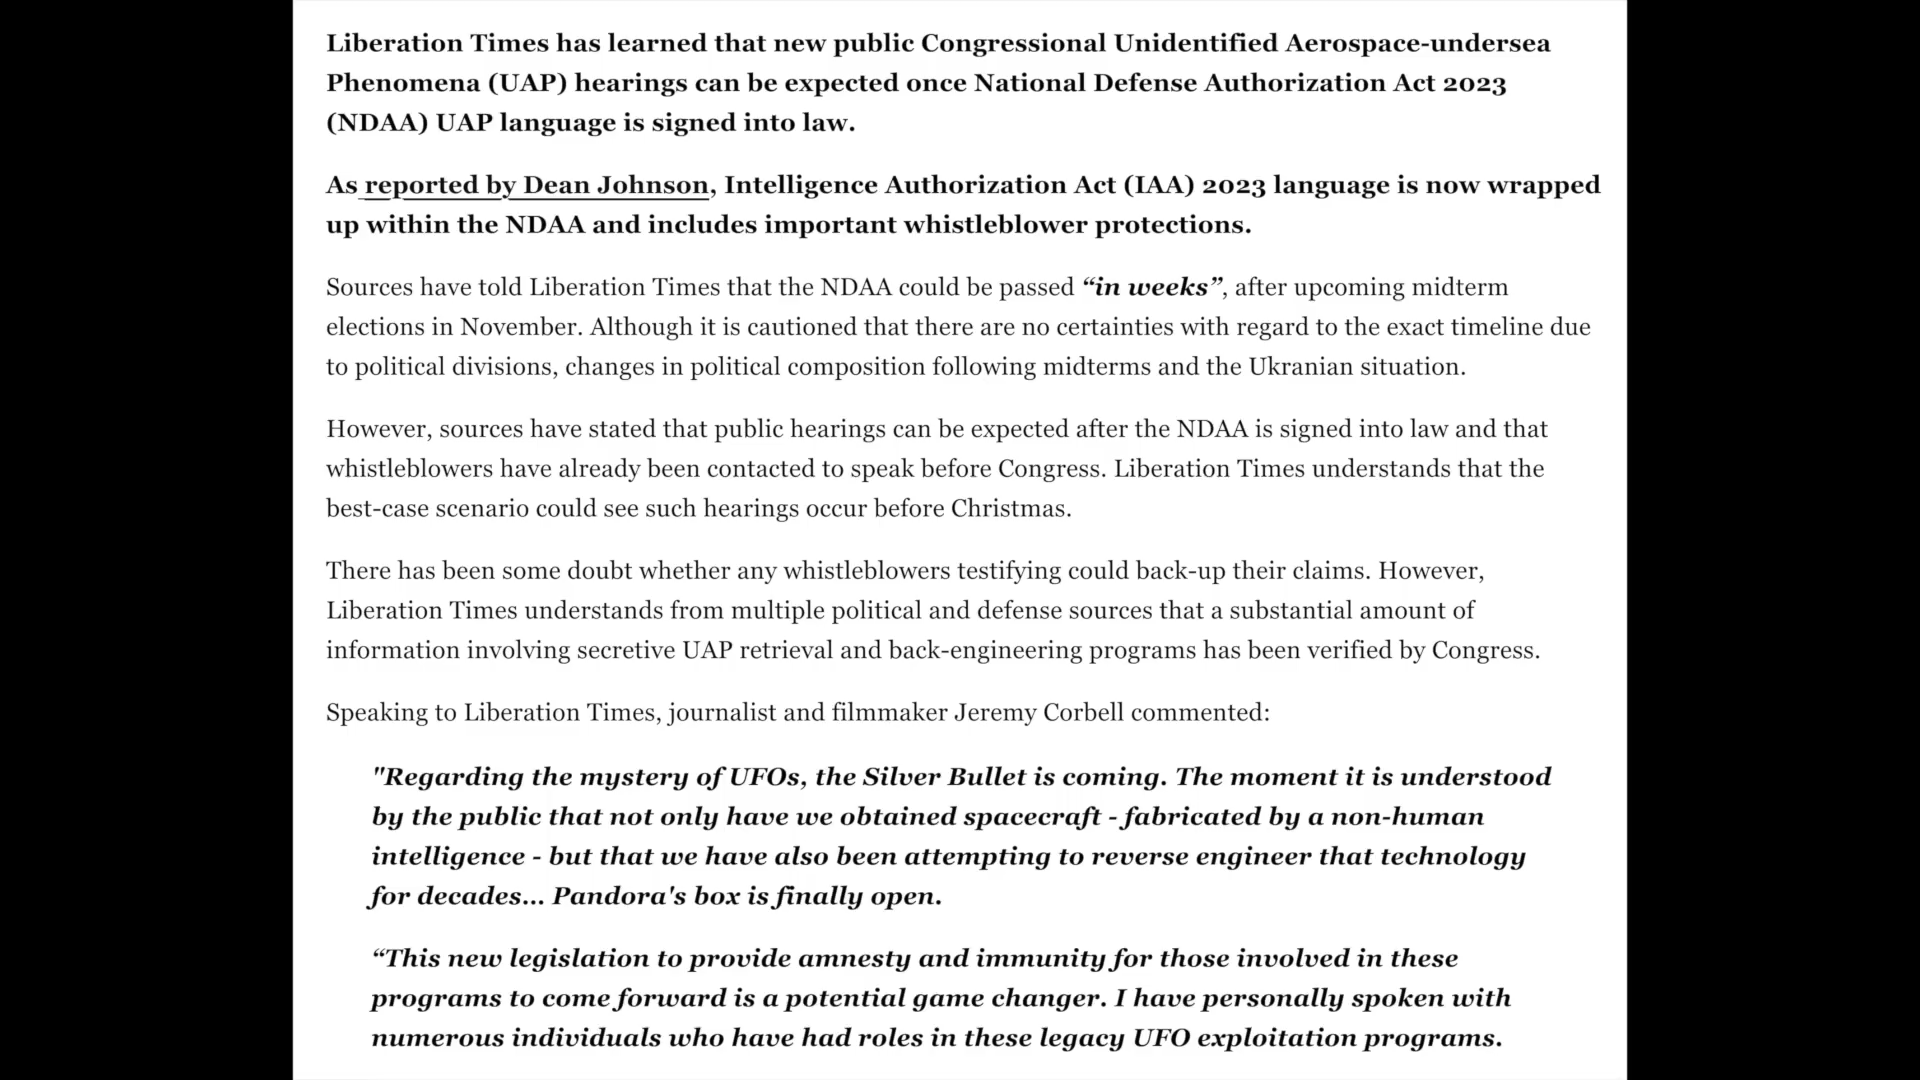 Liberation Times has learned that new public Congressional Unidentified Aerospace-undersea
Phenomena (UAP) hearings can be expected once National Defense Authorization Act 2023
(NDAA) UAP language is signed into law.
As reported by Dean Johnson, Intelligence Authorization Act (IAA) 2023 language is now wrapped
up within the NDAA and includes important whistleblower protections.
Sources have told Liberation Times that the NDAA could be passed “in weeks”, after upcoming midterm
elections in November. Although it is cautioned that there are no certainties with regard to the exact timeline due
to political divisions, changes in political composition following midterms and the Ukranian situation.
However, sources have stated that public hearings can be expected after the NDAA is signed into law and that
whistleblowers have already been contacted to speak before Congress. Liberation Times understands that the
best-case scenario could see such hearings occur before Christmas.
There has been some doubt whether any whistleblowers testifying could back-up their claims. However,
Liberation Times understands from multiple political and defense sources that a substantial amount of
information involving secretive UAP retrieval and back-engineering programs has been verified by Congress.
Speaking to Liberation Times, journalist and filmmaker Jeremy Corbell commented:
"Regarding the mystery of UFOs, the Silver Bullet is coming. The moment it is understood
by the public that not only have we obtained spacecraft - fabricated by a non-human
intelligence - but that we have also been attempting to reverse engineer that technology
for decades... Pandora's box is finally open.
“This new legislation to provide amnesty and immunity for those involved in these
programs to come forward is a potential game changer. I have personally spoken with
numerous individuals who have had roles in these legacy UFO exploitation programs.